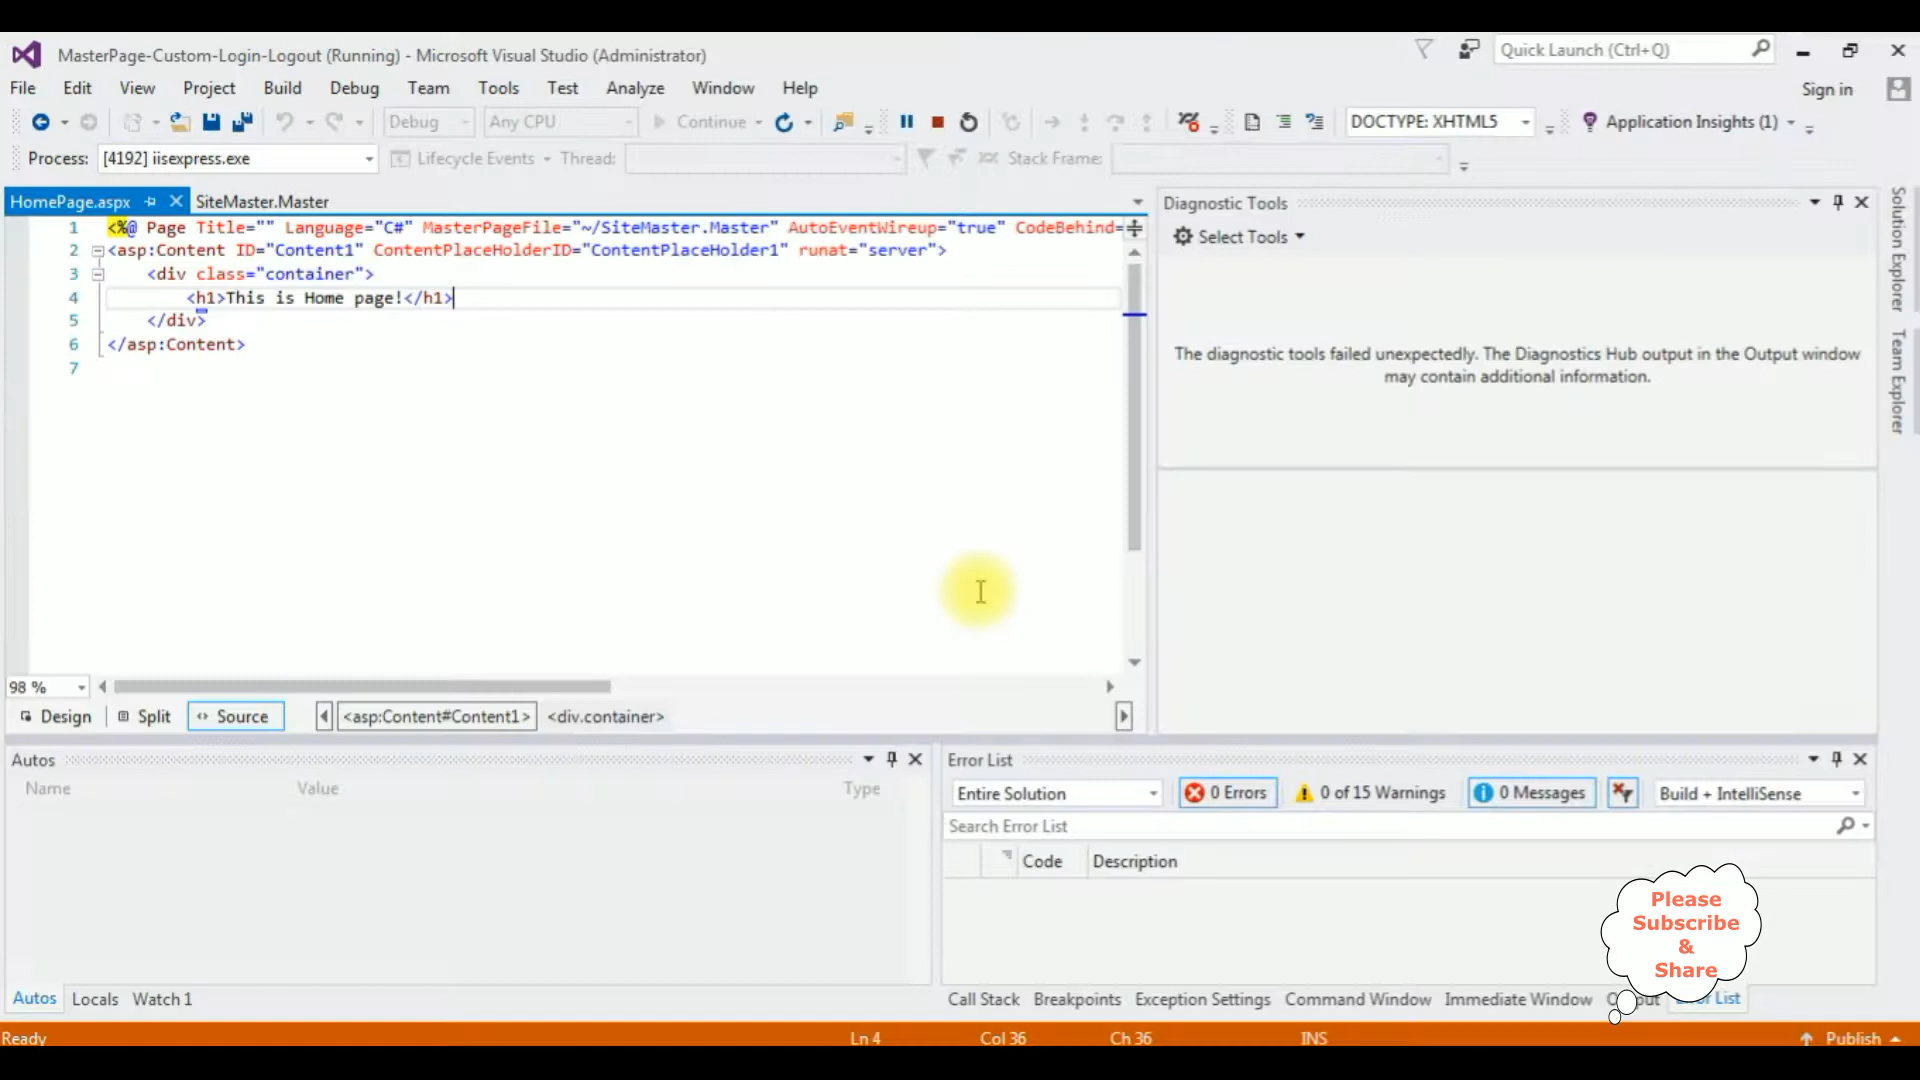 MasterPage-Custom-Login-Logout (Running) - Microsoft Visual Studio (Administrator)
Quick Launch (Ctrl+Q)
File Edit View Project Build Debug Team Tools Test Analyze Window Help
Sign in
Debug Any CPU Continue DOCTYPE: XHTML5 Application Insights (1)
Process: [4192] iisexpress.exe Lifecycle Events Thread: Stack Frame:
HomePage.aspx SiteMaster.Master
1 <%@ Page Title="" Language="C#" MasterPageFile="~/SiteMaster.Master" AutoEventWireup="true" CodeBehind=
2 <asp:Content ID="Content1" ContentPlaceHolderID="ContentPlaceHolder1" runat="server">
3 <div class="container">
4 <h1>This is Home page!</h1>
5 </div>
6 </asp:Content>
7
98 %
Design Split Source <asp:Content#Content1> <div.container>
Diagnostic Tools
Select Tools
The diagnostic tools failed unexpectedly. The Diagnostics Hub output in the Output window
may contain additional information.
Solution Explorer
Team Explorer
Autos
Name Value Type
Autos Locals Watch 1
Error List
Entire Solution 0 Errors 0 of 15 Warnings 0 Messages Build + IntelliSense
Search Error List
Code Description
Please
Subscribe
&
Share
Call Stack Breakpoints Exception Settings Command Window Immediate Window
Ready Ln 4 Col 36 Ch 36 INS Publish